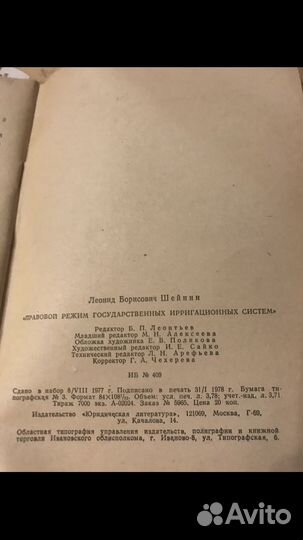 Леонид Борисович Шейнин
«ПРАВОВОЙ РЕЖИМ ГОСУДАРСТВЕННЫХ ИРРИГАЦИОННЫХ СИСТЕМ»
Редактор Б. П. Леонтьев
Младший редактор М. Н. Алексеева
Обложка художника Е. В. Поликова
Художественный редактор И. Е. Сайко
Технический редактор Л. Н. Арефьева
Корректор Г. А. Чехерева
ИБ № 409
Сдано в набор 8/VIII 1977 г. Подписано в печать 31/I 1978 г. Бумага ти-
пографская № 3. Формат 84×108¹/₃₂. Объем: усл. печ. л. 3,78; учет.-изд. л. 3,71
Тираж 7000 экз. А-02024. Заказ № 5965. Цена 20 коп.
Издательство «Юридическая литература», 121069, Москва, Г-69,
ул. Качалова, 14.
Областная типография управления издательств, полиграфии и книжной
торговли Ивановского облисполкома, г. Иваново-8, ул. Типографская, 6.
Avito